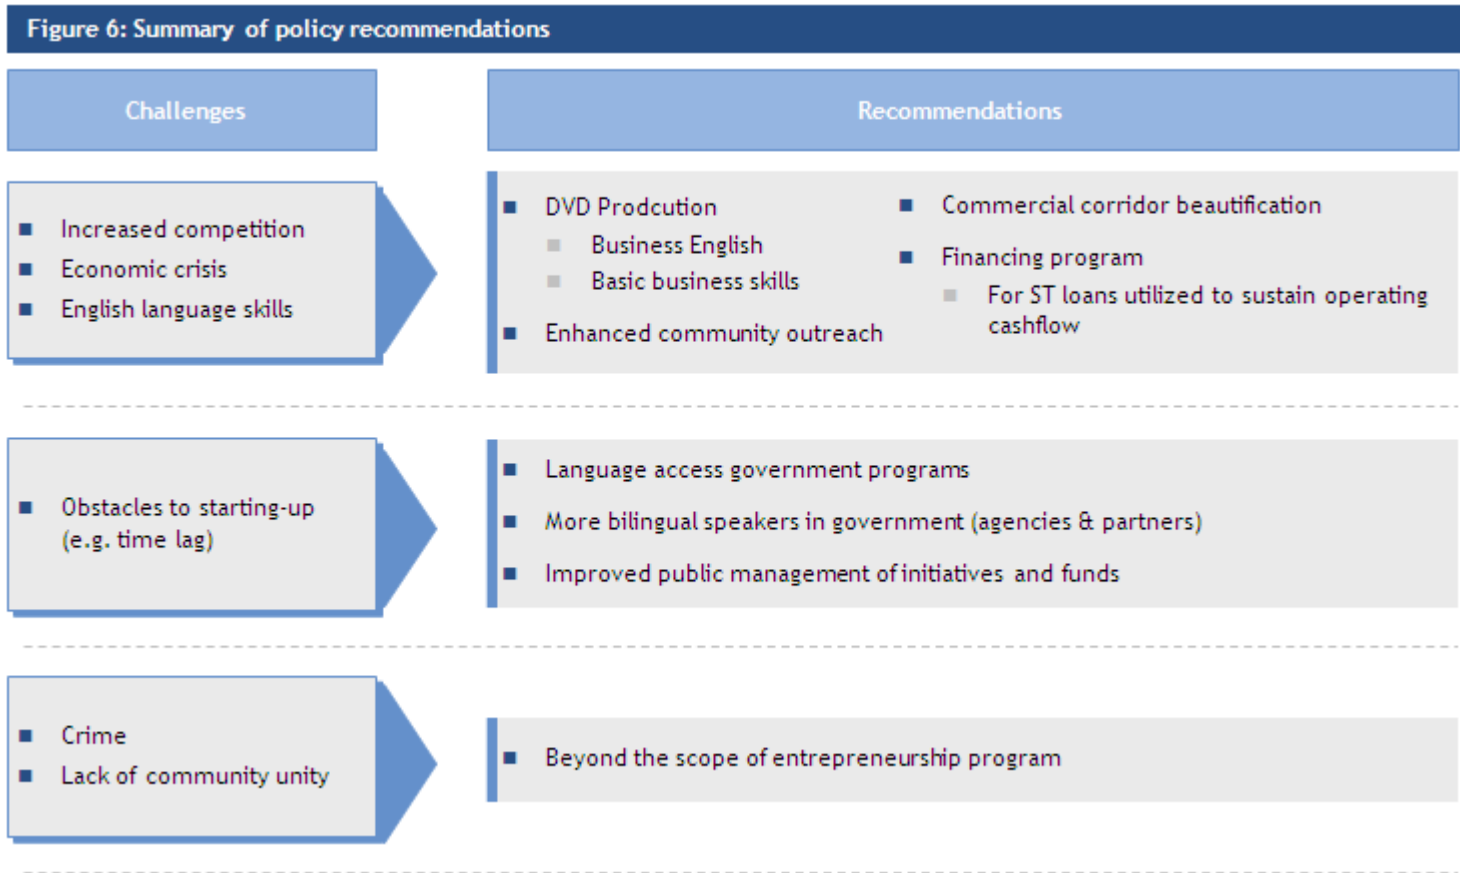 Figure 6: Summary of policy recommendations
Challenges
Recommendations
Increased competition
Economic crisis
English language skills
DVD Prodcution
Business English
Basic business skills
Enhanced community outreach
Commercial corridor beautification
Financing program
For ST loans utilized to sustain operating
cashflow
Obstacles to starting-up
(e.g. time lag)
Language access government programs
More bilingual speakers in government (agencies & partners)
Improved public management of initiatives and funds
Crime
Lack of community unity
Beyond the scope of entrepreneurship program